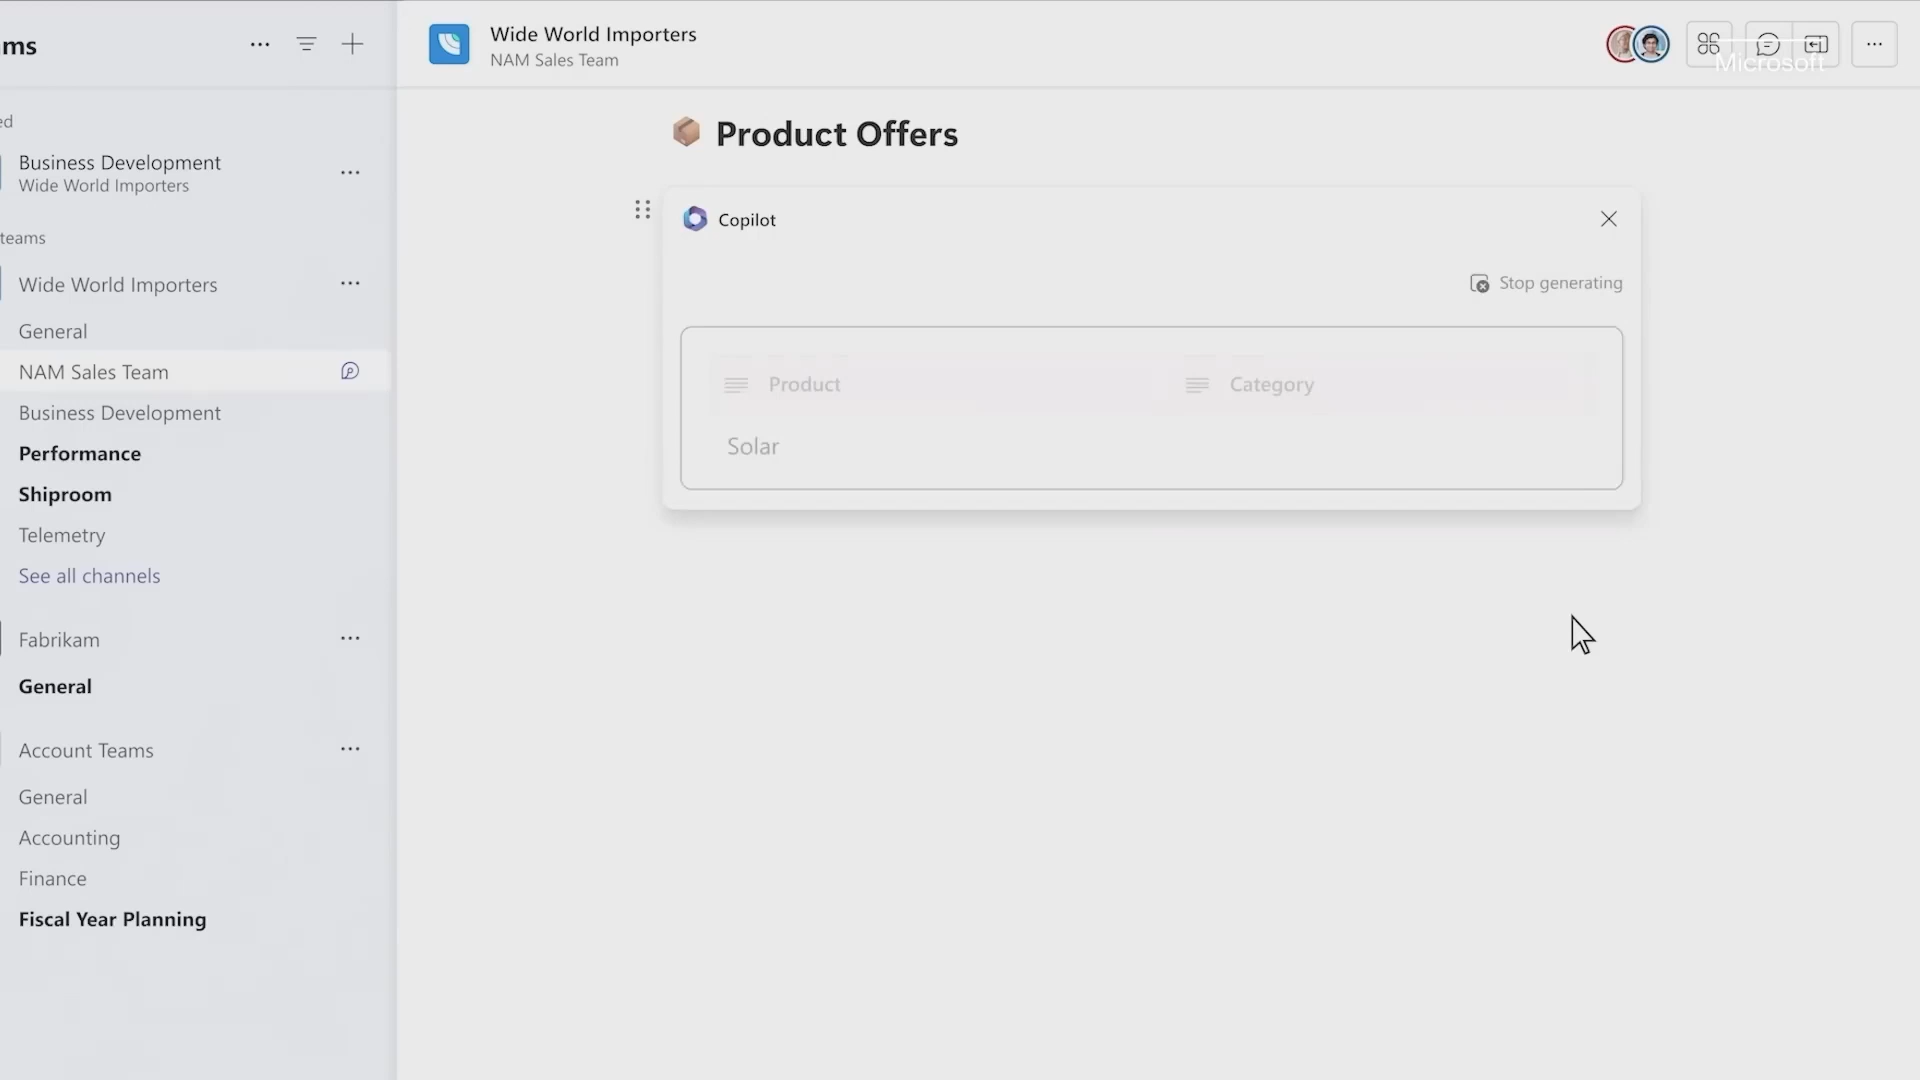 ms
ed
Business Development
Wide World Importers
teams
Wide World Importers
General
NAM Sales Team
Business Development
Performance
Shiproom
Telemetry
See all channels
Fabrikam
General
Account Teams
General
Accounting
Finance
Fiscal Year Planning
Wide World Importers
NAM Sales Team
Microsoft
Product Offers
Copilot
Stop generating
Product Category
Solar